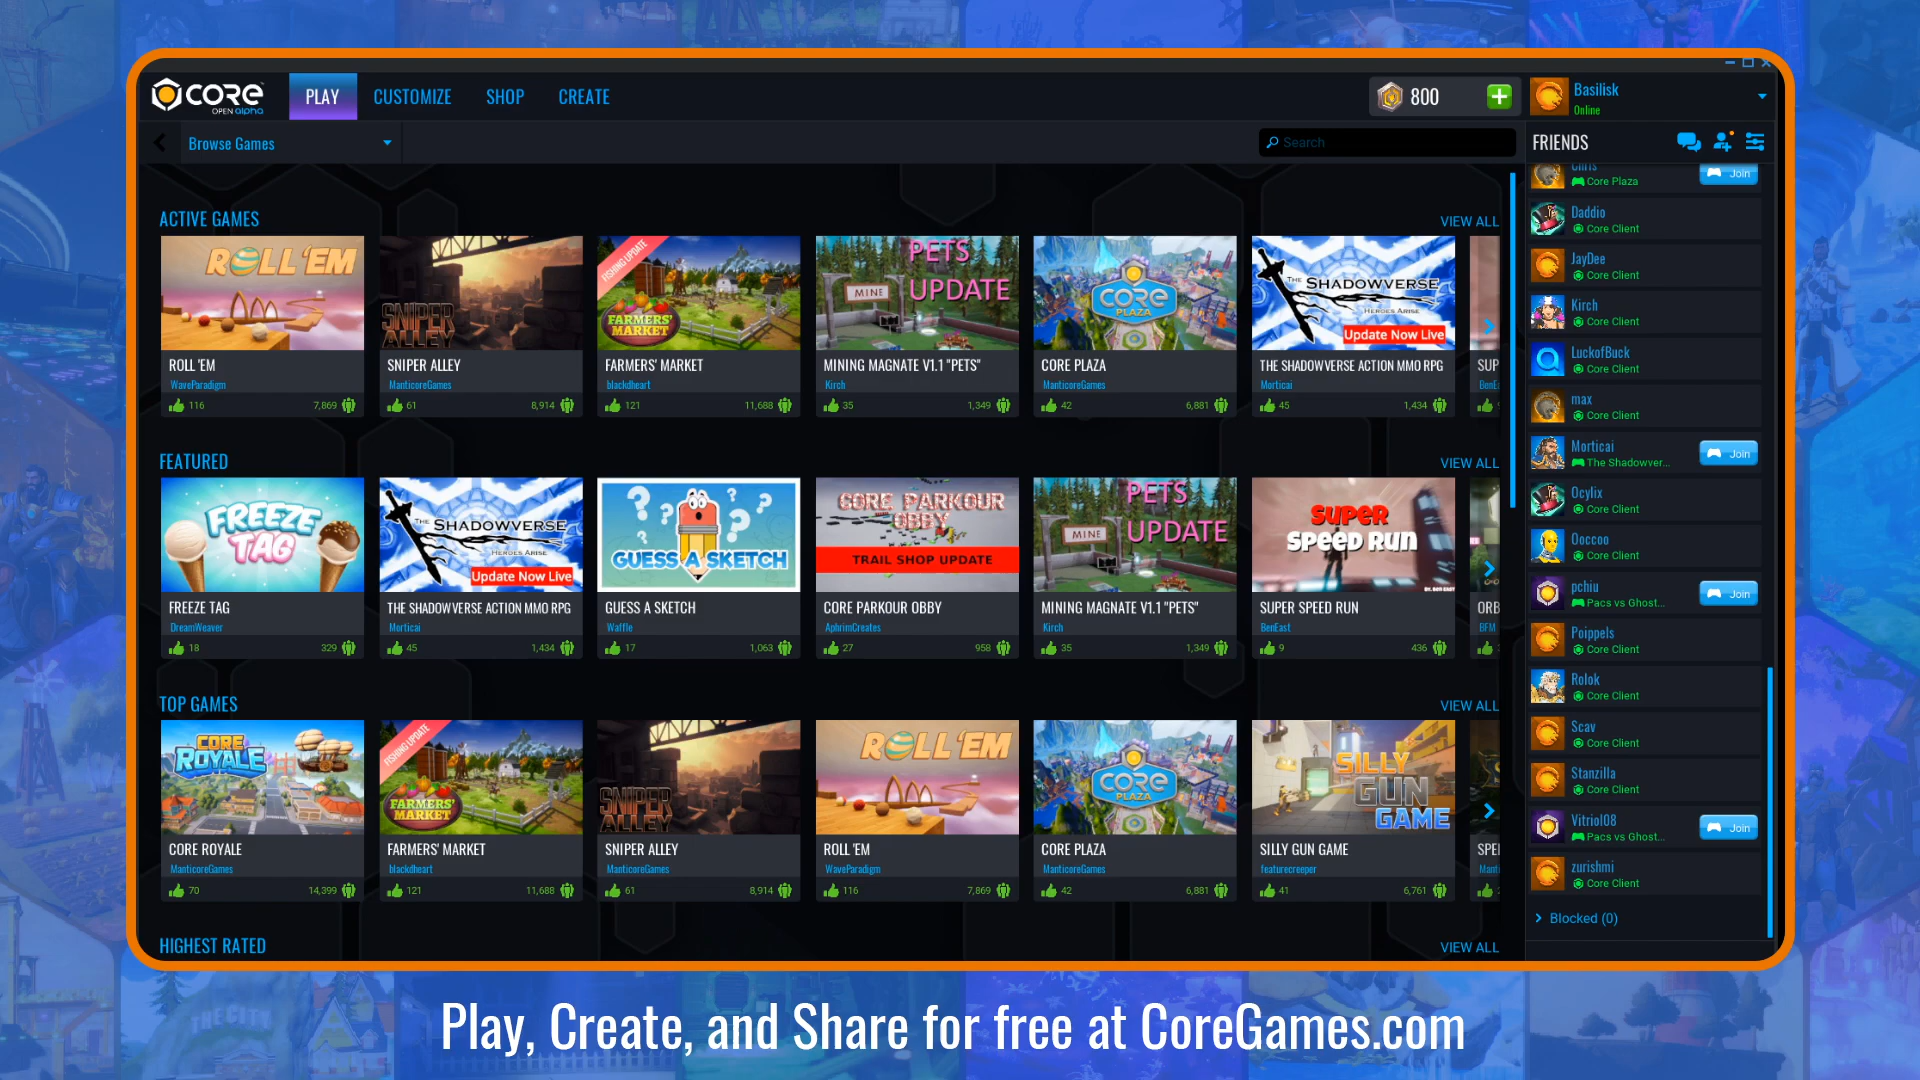 CORE
OPEN alpha
PLAY
CUSTOMIZE
SHOP
CREATE
800
Basilisk
Online
Browse Games
Search
FRIENDS
ACTIVE GAMES
VIEW ALL
ROLL 'EM
ROLL 'EM
WaveParadigm
116
7,869
SNIPER ALLEY
SNIPER ALLEY
ManticoreGames
61
8,914
FISHING UPDATE
FARMERS' MARKET
FARMERS' MARKET
blackdheart
121
11,688
MINE
PETS UPDATE
MINING MAGNATE V1.1 "PETS"
Kirch
35
1,349
CORE PLAZA
CORE PLAZA
ManticoreGames
42
6,881
THE SHADOWVERSE
HEROES ARISE
Update Now Live
THE SHADOWVERSE ACTION MMO RPG
Morticai
45
1,434
SUP
FEATURED
VIEW ALL
FREEZE TAG
FREEZE TAG
DreamWeaver
18
329
THE SHADOWVERSE
HEROES ARISE
Update Now Live
THE SHADOWVERSE ACTION MMO RPG
Morticai
45
1,434
GUESS A SKETCH
GUESS A SKETCH
Waffle
17
1,063
CORE PARKOUR OBBY
TRAIL SHOP UPDATE
CORE PARKOUR OBBY
AphrimCreates
27
958
MINE
PETS UPDATE
MINING MAGNATE V1.1 "PETS"
Kirch
35
1,349
SUPER SPEED RUN
SUPER SPEED RUN
BenEast
9
436
ORB
BFM
TOP GAMES
VIEW ALL
CORE ROYALE
CORE ROYALE
ManticoreGames
70
14,399
FISHING UPDATE
FARMERS' MARKET
FARMERS' MARKET
blackdheart
121
11,688
SNIPER ALLEY
SNIPER ALLEY
ManticoreGames
61
8,914
ROLL 'EM
ROLL 'EM
WaveParadigm
116
7,869
CORE PLAZA
CORE PLAZA
ManticoreGames
42
6,881
SILLY GUN GAME
SILLY GUN GAME
featurecreeper
41
6,761
SPE
HIGHEST RATED
VIEW ALL
Chris
Core Plaza
Join
Daddio
Core Client
JayDee
Core Client
Kirch
Core Client
LuckofBuck
Core Client
max
Core Client
Morticai
The Shadowver...
Join
Ocylix
Core Client
Ooccoo
Core Client
pchiu
Pacs vs Ghost...
Join
Poippels
Core Client
Rolok
Core Client
Scav
Core Client
Stanzilla
Core Client
Vitriol08
Pacs vs Ghost...
Join
zurishmi
Core Client
Blocked (0)
THE CITY
Play, Create, and Share for free at CoreGames.com